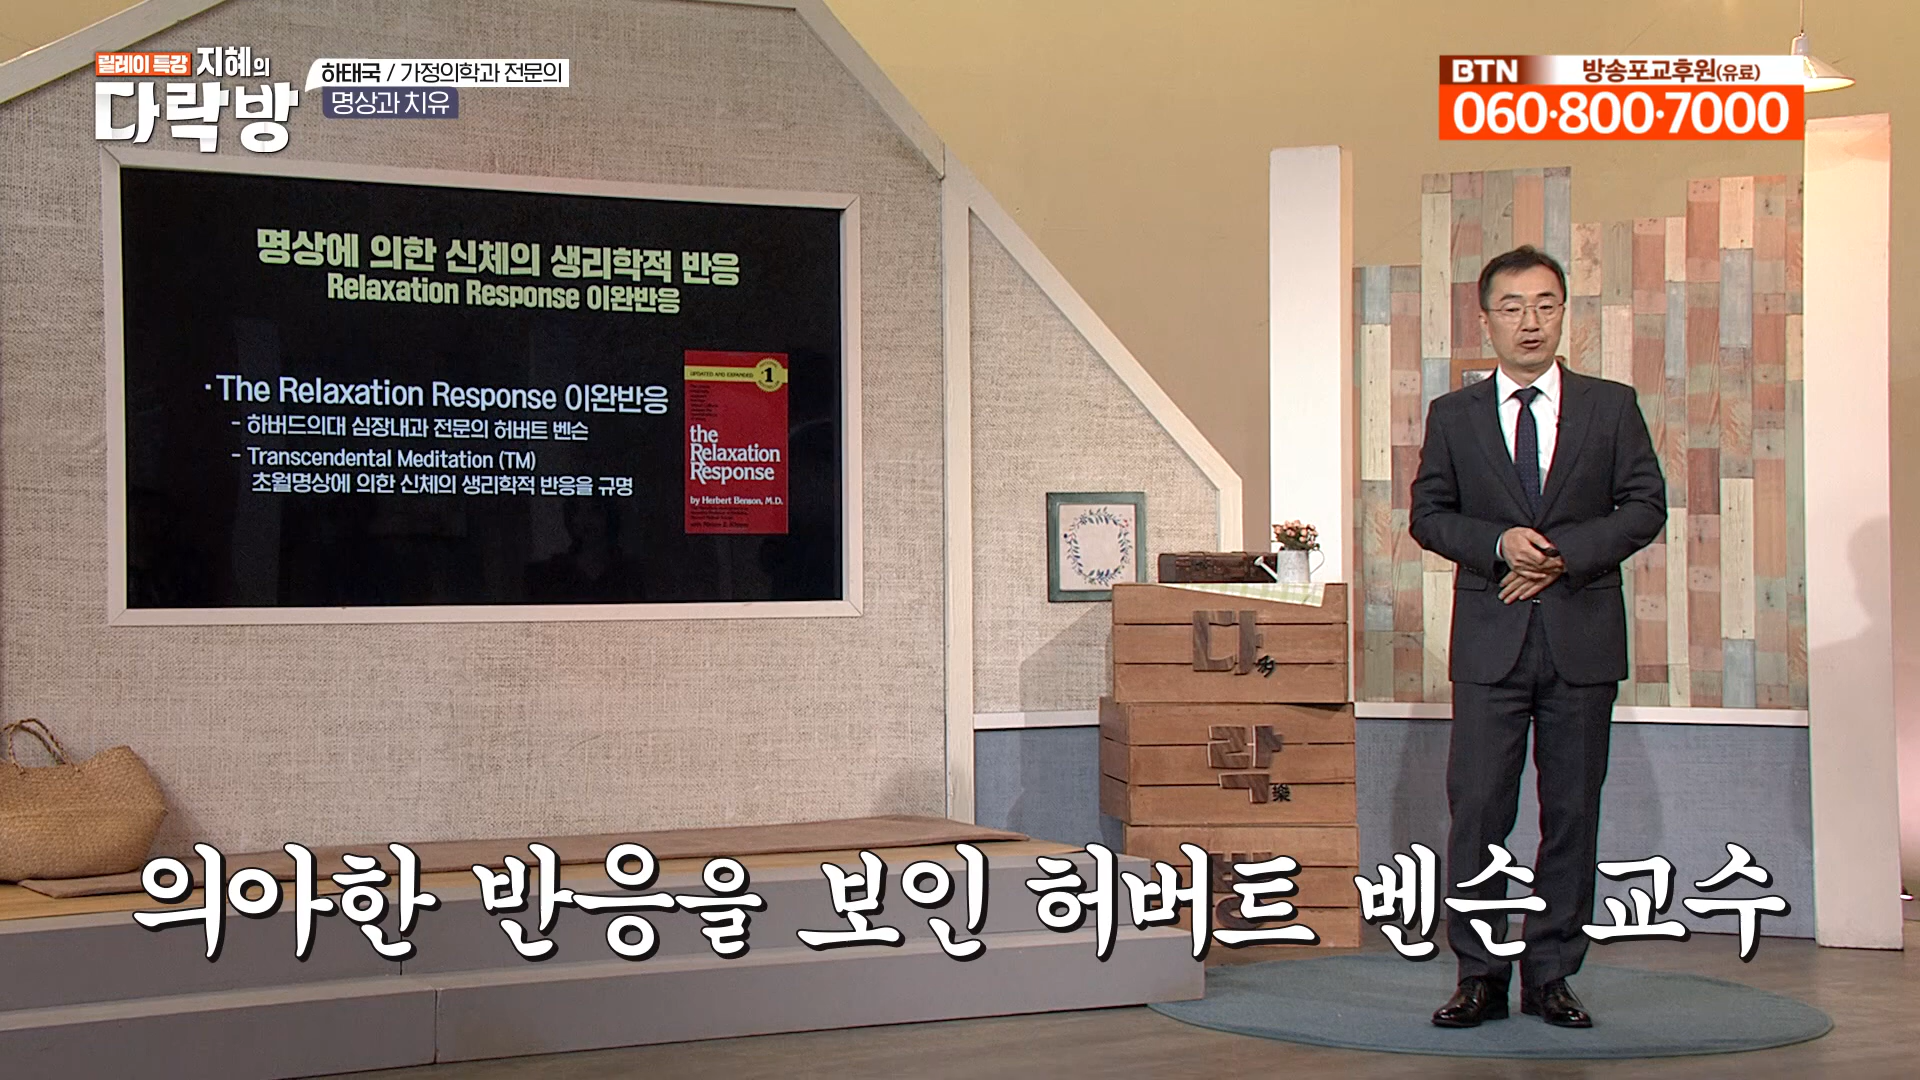 릴레이 특강 지혜의
다락방
하태국 / 가정의학과 전문의
명상과 치유
BTN 방송포교후원(유료)
060·800·7000
명상에 의한 신체의 생리학적 반응
Relaxation Response 이완반응
·The Relaxation Response 이완반응
- 하버드의대 심장내과 전문의 허버트 벤슨
- Transcendental Meditation (TM)
초월명상에 의한 신체의 생리학적 반응을 규명
UPDATED AND EXPANDED
#1
the
Relaxation
Response
by Herbert Benson, M.D.
다 多
락 樂
의아한 반응을 보인 허버트 벤슨 교수